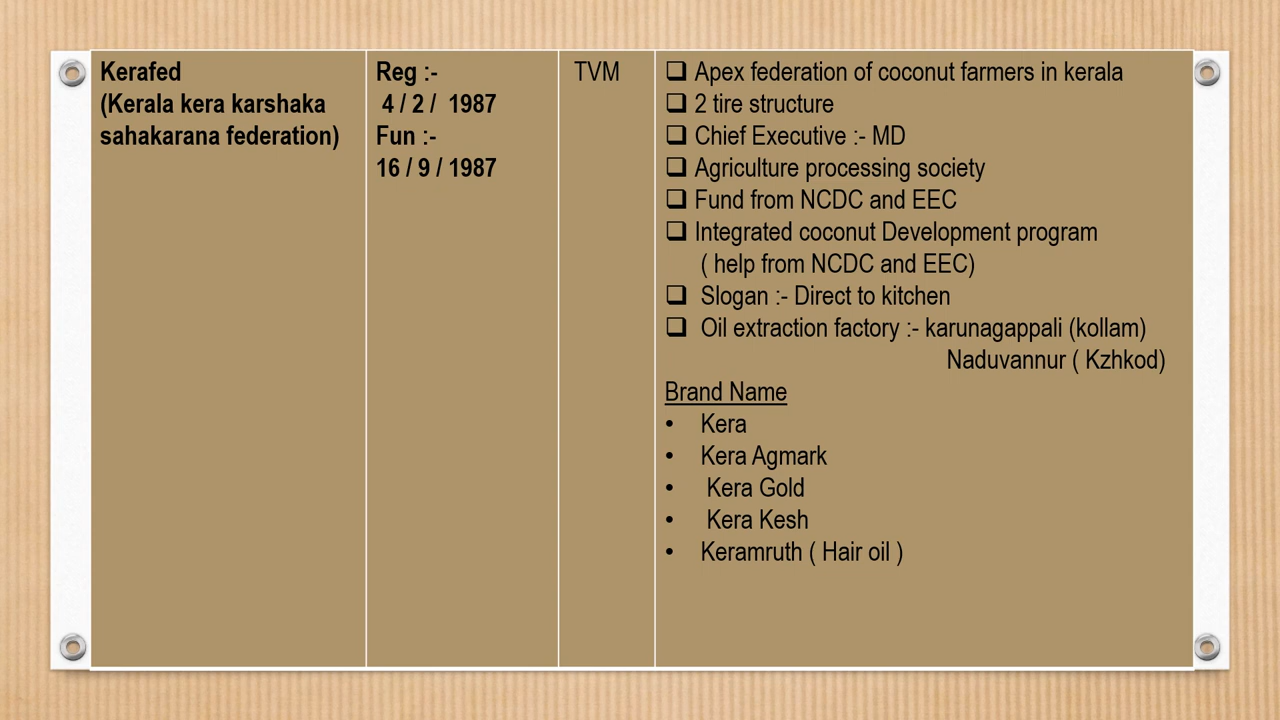 Kerafed
(Kerala kera karshaka
sahakarana federation)
Reg :-
4 / 2 / 1987
Fun :-
16 / 9 / 1987
TVM
❑ Apex federation of coconut farmers in kerala
❑ 2 tire structure
❑ Chief Executive :- MD
❑ Agriculture processing society
❑ Fund from NCDC and EEC
❑ Integrated coconut Development program
( help from NCDC and EEC)
❑ Slogan :- Direct to kitchen
❑ Oil extraction factory :- karunagappali (kollam)
Naduvannur ( Kzhkod)
Brand Name
• Kera
• Kera Agmark
• Kera Gold
• Kera Kesh
• Keramruth ( Hair oil )